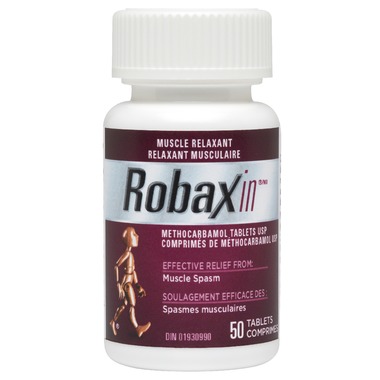 MUSCLE RELAXANT
RELAXANT MUSCULAIRE
Robaxin
METHOCARBAMOL TABLETS USP
COMPRIMÉS DE METHOCARBAMOL USP
EFFECTIVE RELIEF FROM:
Muscle Spasm
SOULAGEMENT EFFICACE DES :
Spasmes musculaires
DIN 01930990
50 TABLETS
COMPRIMÉS